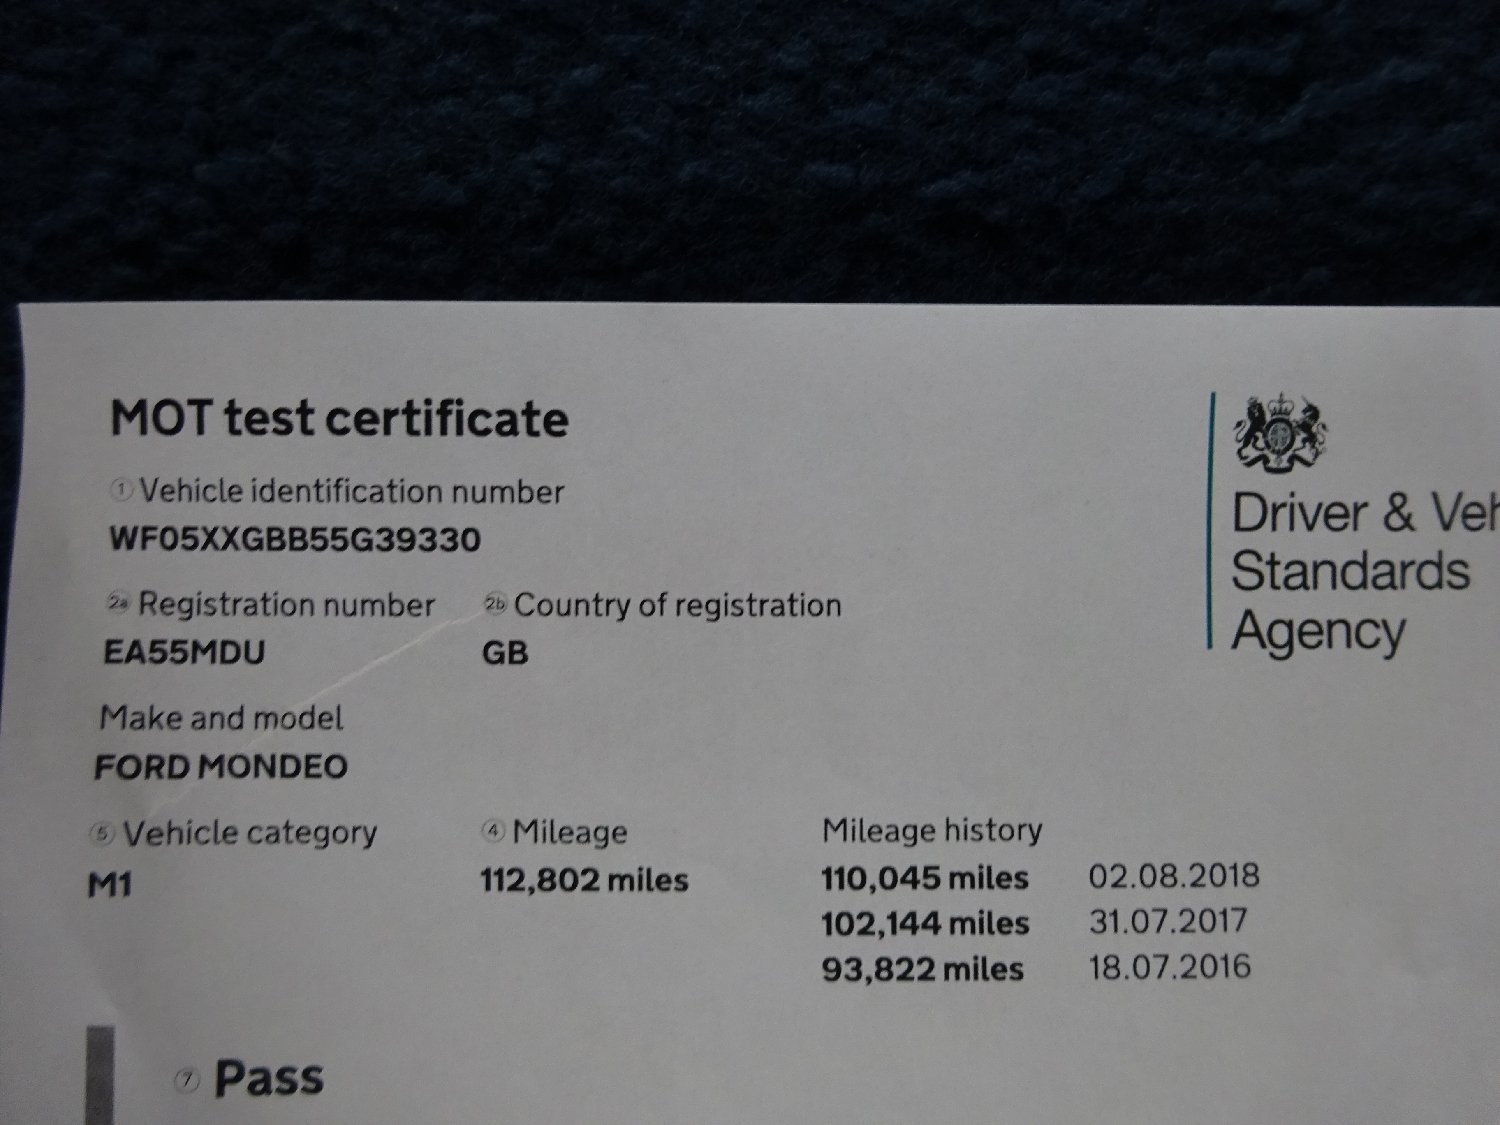 MOT test certificate
1 Vehicle identification number
WF05XXGBB55G39330
2a Registration number 2b Country of registration
EA55MDU GB
Make and model
FORD MONDEO
5 Vehicle category 4 Mileage Mileage history
M1 112,802 miles 110,045 miles 02.08.2018
102,144 miles 31.07.2017
93,822 miles 18.07.2016
7 Pass
Driver & Veh
Standards
Agency